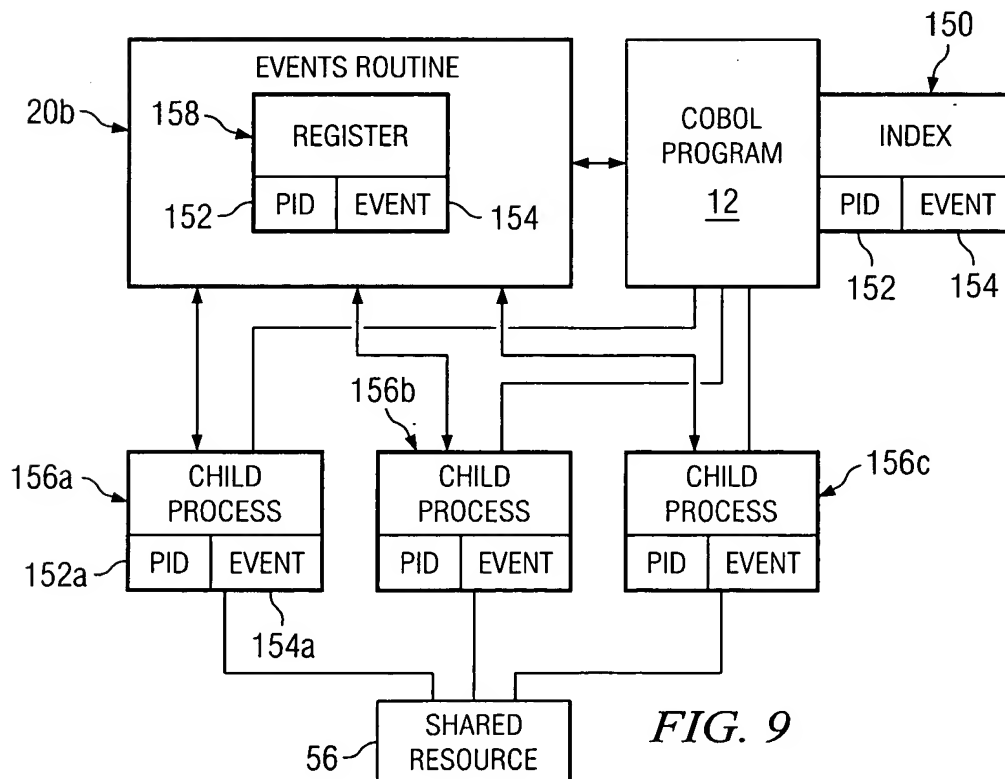 150
EVENTS ROUTINE
20b
158
REGISTER
COBOL
PROGRAM
12
INDEX
152
PID
EVENT
154
PID
EVENT
152
154
156b
156a
CHILD
PROCESS
CHILD
PROCESS
CHILD
PROCESS
156c
152a
PID
EVENT
PID
EVENT
PID
EVENT
154a
56
SHARED
RESOURCE
FIG. 9